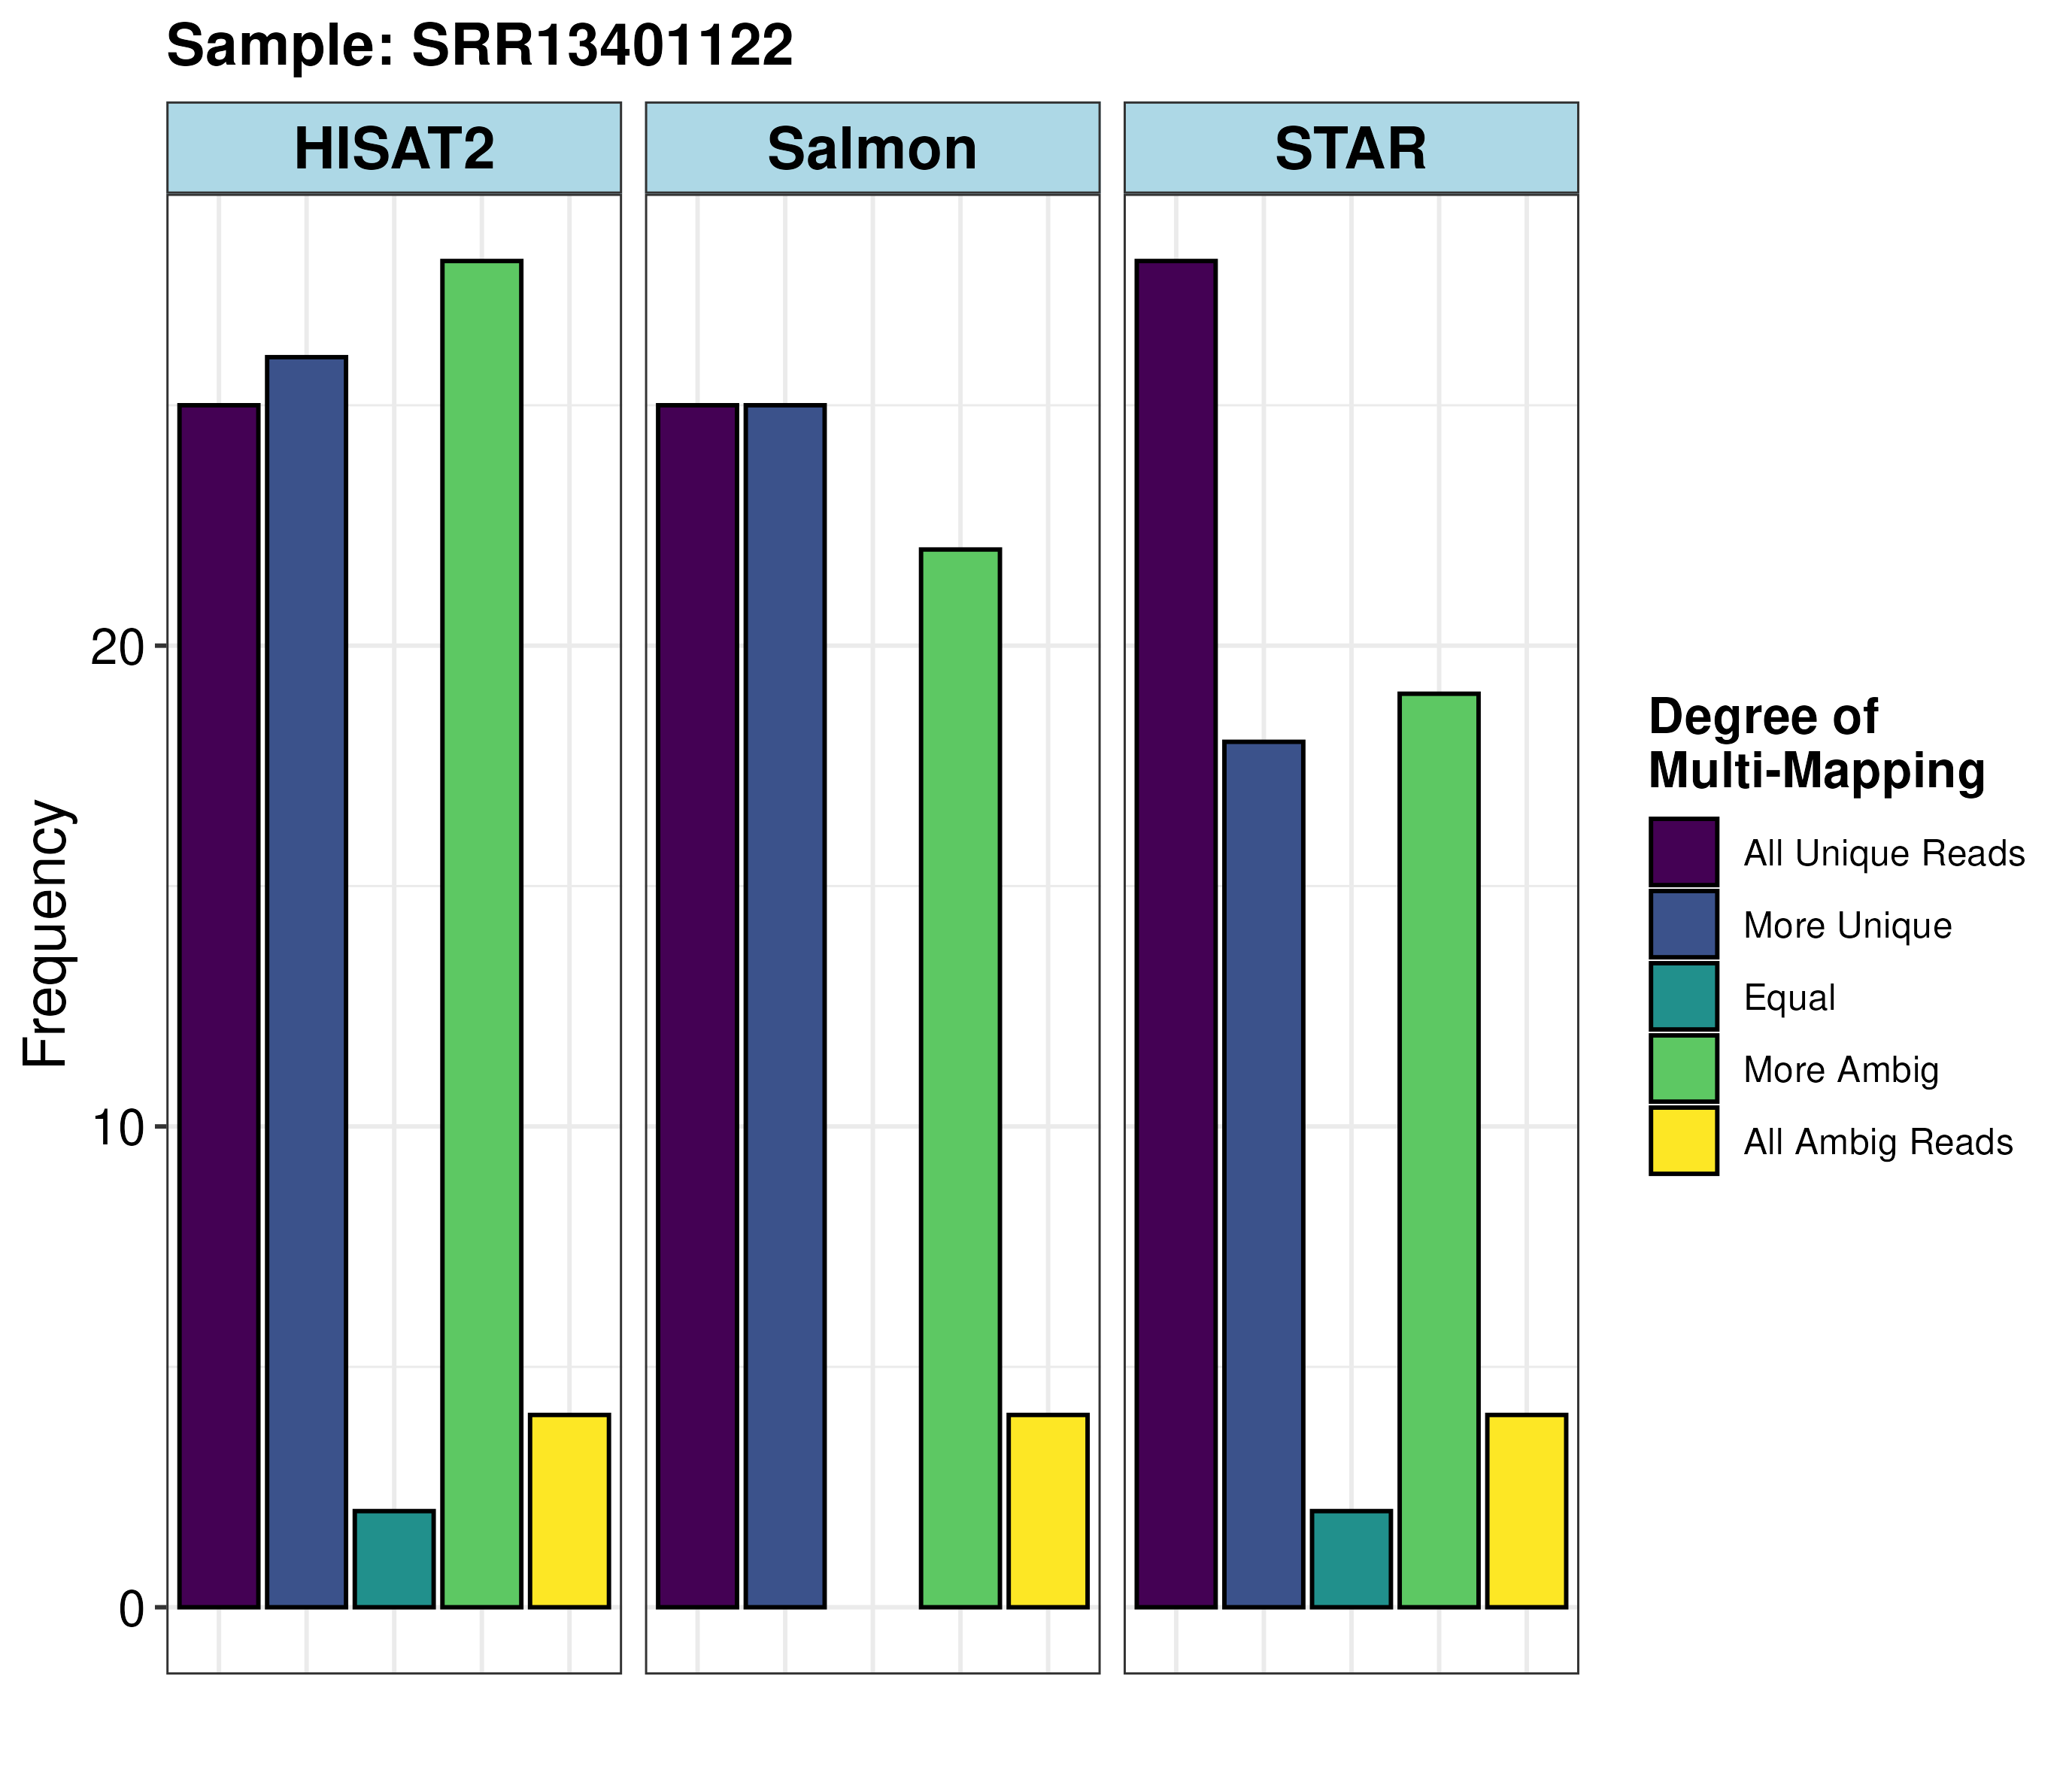 Sample: SRR13401122
HISAT2
Salmon
STAR
Frequency
20
10
0
Degree of
Multi-Mapping
All Unique Reads
More Unique
Equal
More Ambig
All Ambig Reads